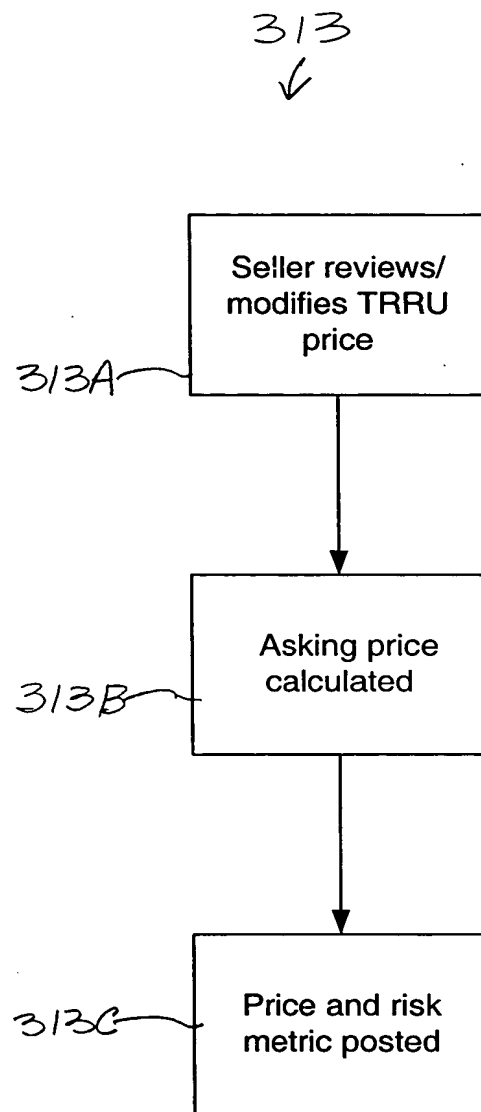 313
Seller reviews/
modifies TRRU
price
313A
Asking price
calculated
313B
Price and risk
metric posted
313C